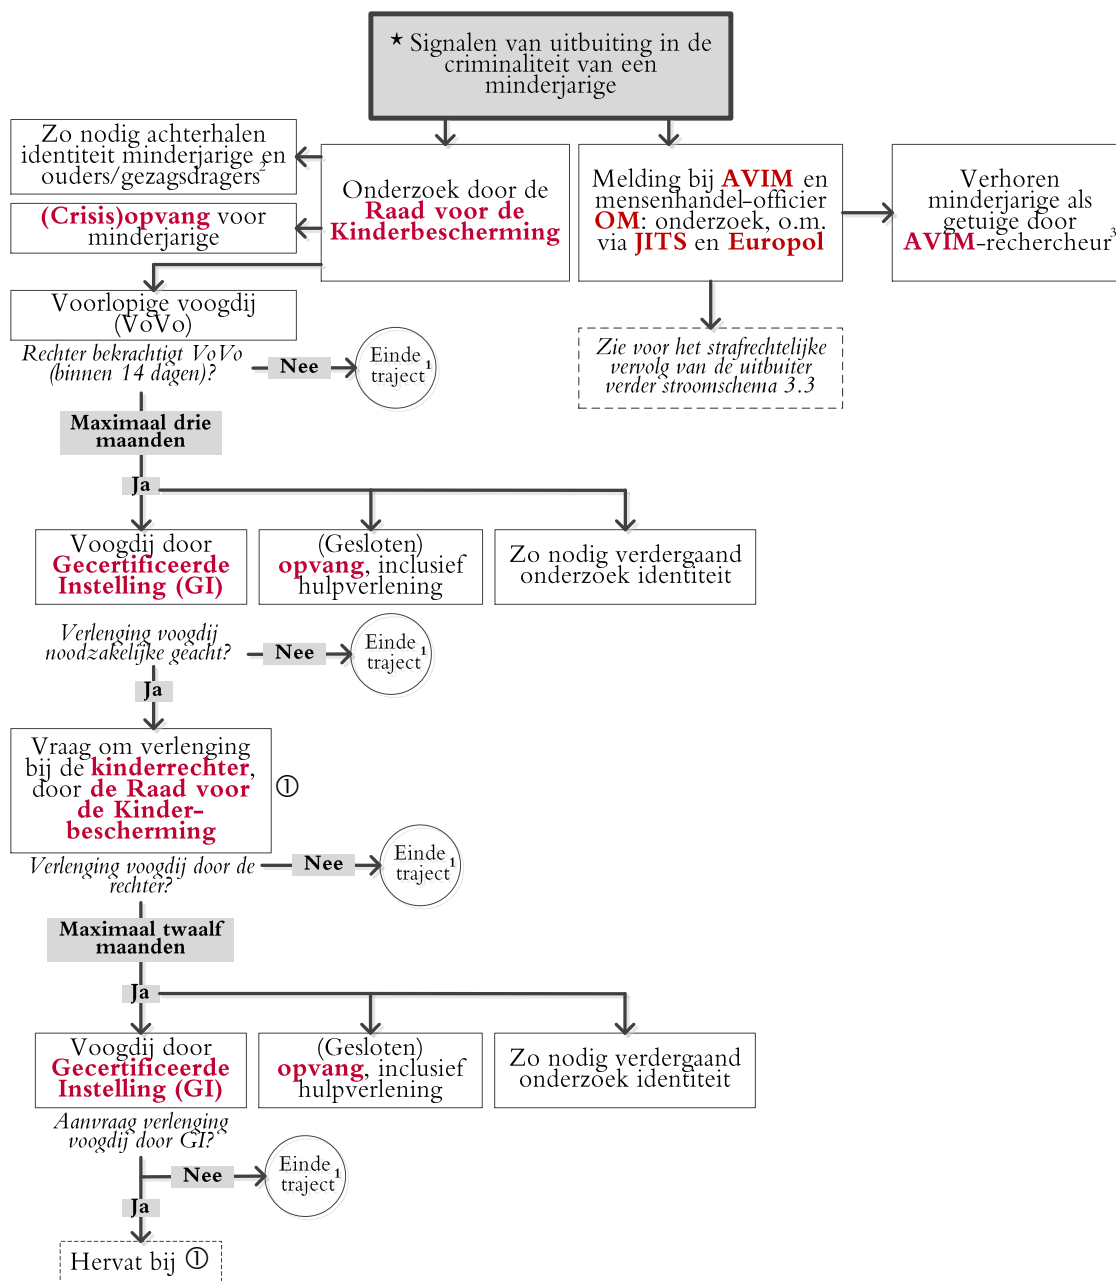 ★ Signalen van uitbuiting in de
criminaliteit van een
minderjarige
Zo nodig achterhalen
identiteit minderjarige en
ouders/gezagsdragers²
(Crisis)opvang voor
minderjarige
Onderzoek door de
Raad voor de
Kinderbescherming
Melding bij AVIM en
mensenhandel-officier
OM: onderzoek, o.m.
via JITS en Europol
Verhoren
minderjarige als
getuige door
AVIM-rechercheur³
Voorlopige voogdij
(VoVo)
Rechter bekrachtigt VoVo
(binnen 14 dagen)?
Nee
Einde
traject¹
Zie voor het strafrechtelijke
vervolg van de uitbuiter
verder stroomschema 3.3
Maximaal drie
maanden
Ja
Voogdij door
Gecertificeerde
Instelling (GI)
(Gesloten)
opvang, inclusief
hulpverlening
Zo nodig verdergaand
onderzoek identiteit
Verlenging voogdij
noodzakelijke geacht?
Nee
Einde
traject¹
Ja
Vraag om verlenging
bij de kinderrechter,
door de Raad voor
de Kinder-
bescherming
①
Verlenging voogdij door de
rechter?
Nee
Einde
traject¹
Maximaal twaalf
maanden
Ja
Voogdij door
Gecertificeerde
Instelling (GI)
(Gesloten)
opvang, inclusief
hulpverlening
Zo nodig verdergaand
onderzoek identiteit
Aanvraag verlenging
voogdij door GI?
Nee
Einde
traject¹
Ja
Hervat bij ①